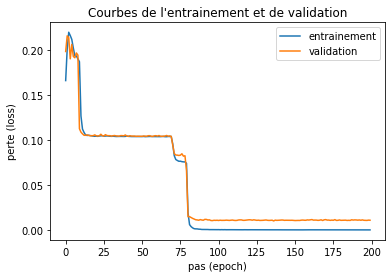 Courbes de l'entrainement et de validation
entrainement
validation
perte (loss)
0.20
0.15
0.10
0.05
0.00
0 25 50 75 100 125 150 175 200
pas (epoch)